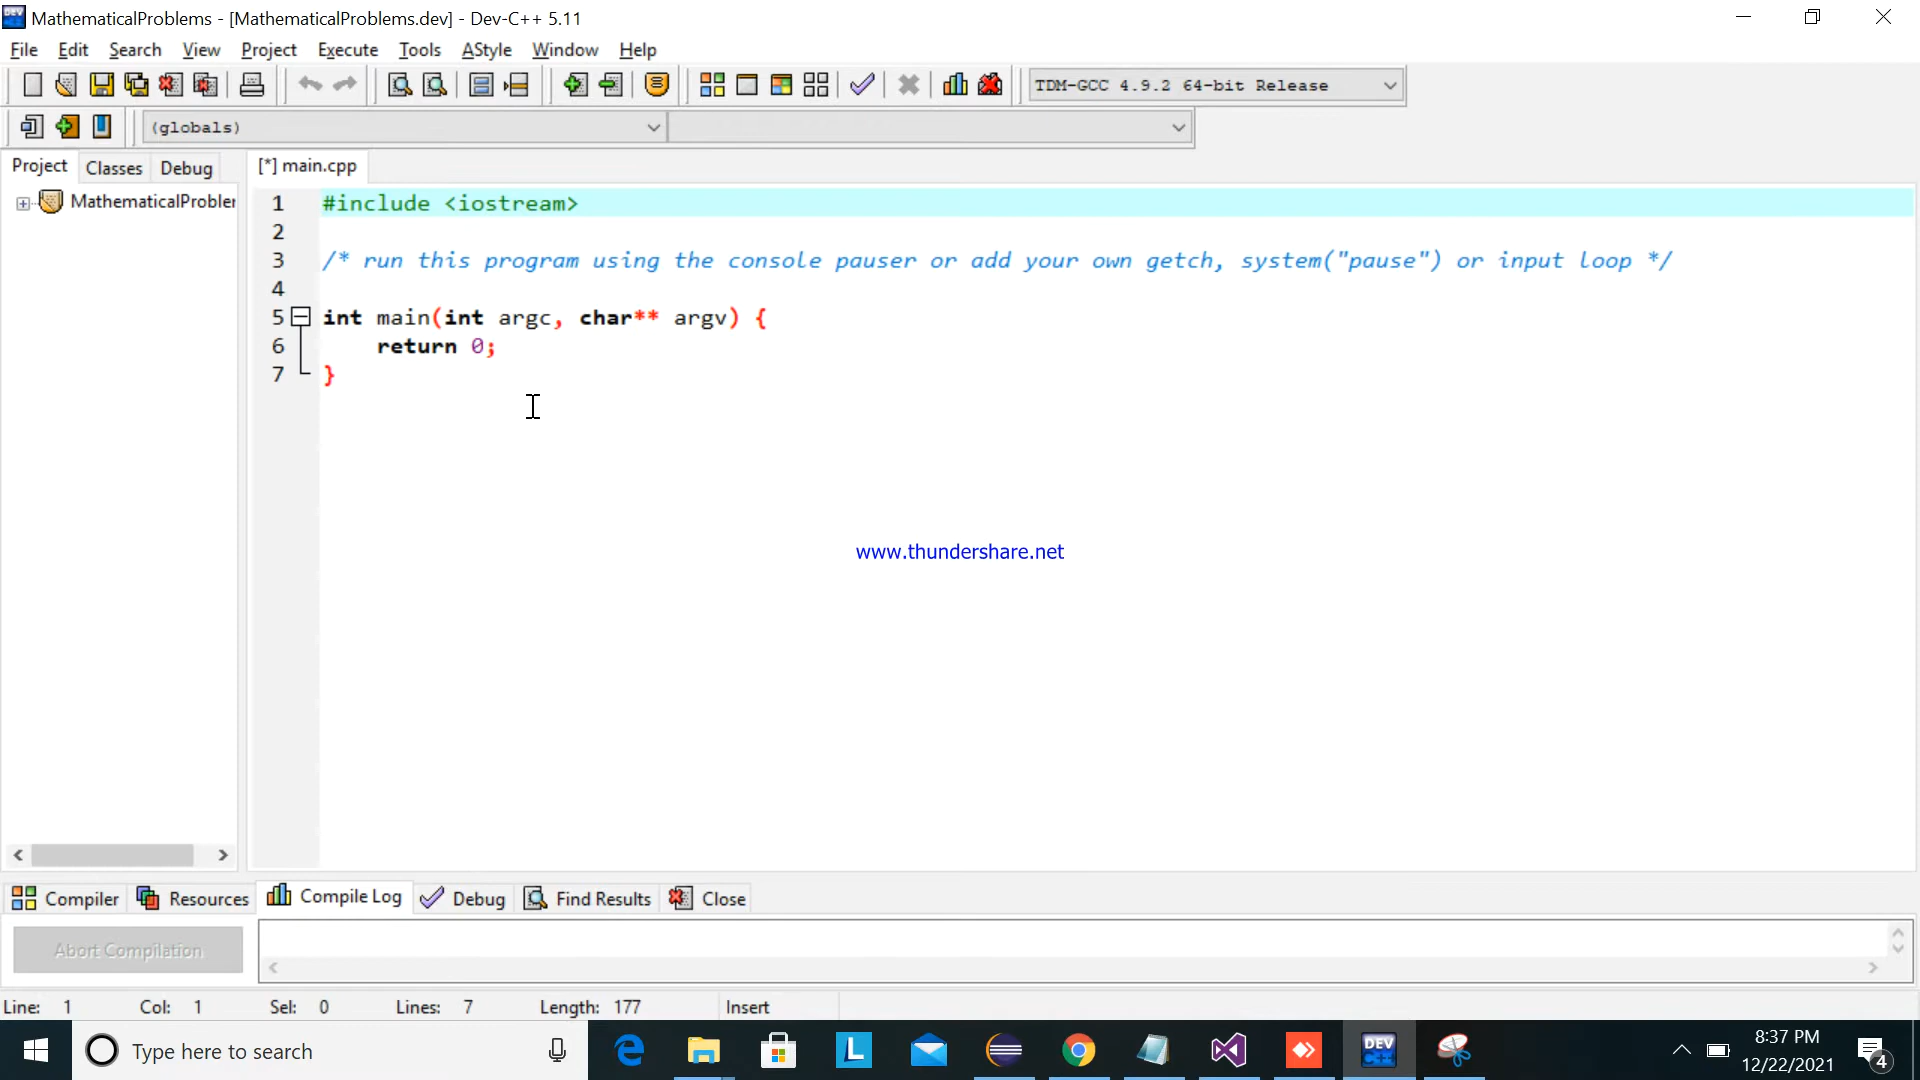 MathematicalProblems - [MathematicalProblems.dev] - Dev-C++ 5.11
File Edit Search View Project Execute Tools AStyle Window Help
TDM-GCC 4.9.2 64-bit Release
(globals)
Project Classes Debug [*] main.cpp
MathematicalProbler
1 #include <iostream>
2
3 /* run this program using the console pauser or add your own getch, system("pause") or input loop */
4
5 int main(int argc, char** argv) {
6 return 0;
7 }
www.thundershare.net
Compiler Resources Compile Log Debug Find Results Close
Abort Compilation
Line: 1 Col: 1 Sel: 0 Lines: 7 Length: 177 Insert
Type here to search
L
DEV C++
8:37 PM
12/22/2021
4